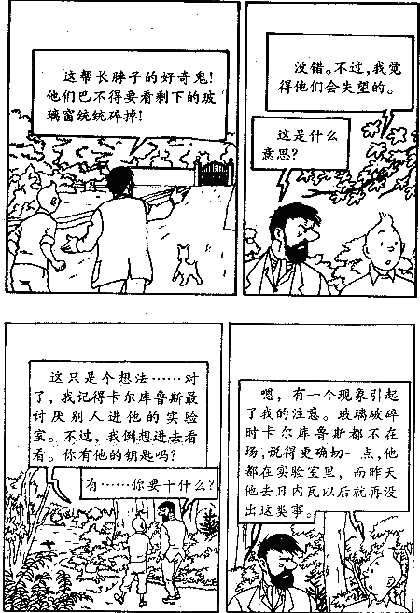 这帮长脖子的好奇鬼!
他们巴不得要看剩下的玻
璃窗统统碎掉!
没错。不过,我觉
得他们会失望的。
这是什么
意思?
这只是个想法……对
了,我记得卡尔库鲁斯最
讨厌别人进他的实验
室。不过,我倒想进去看
看。你有他的钥匙吗?
有……你要干什么?
嗯,有一个现象引起
了我的注意。玻璃破碎
时卡尔库鲁斯都不在
场,说得更确切一点,他
都在实验室里,而昨天
他去日内瓦以后就再没
出这类事。